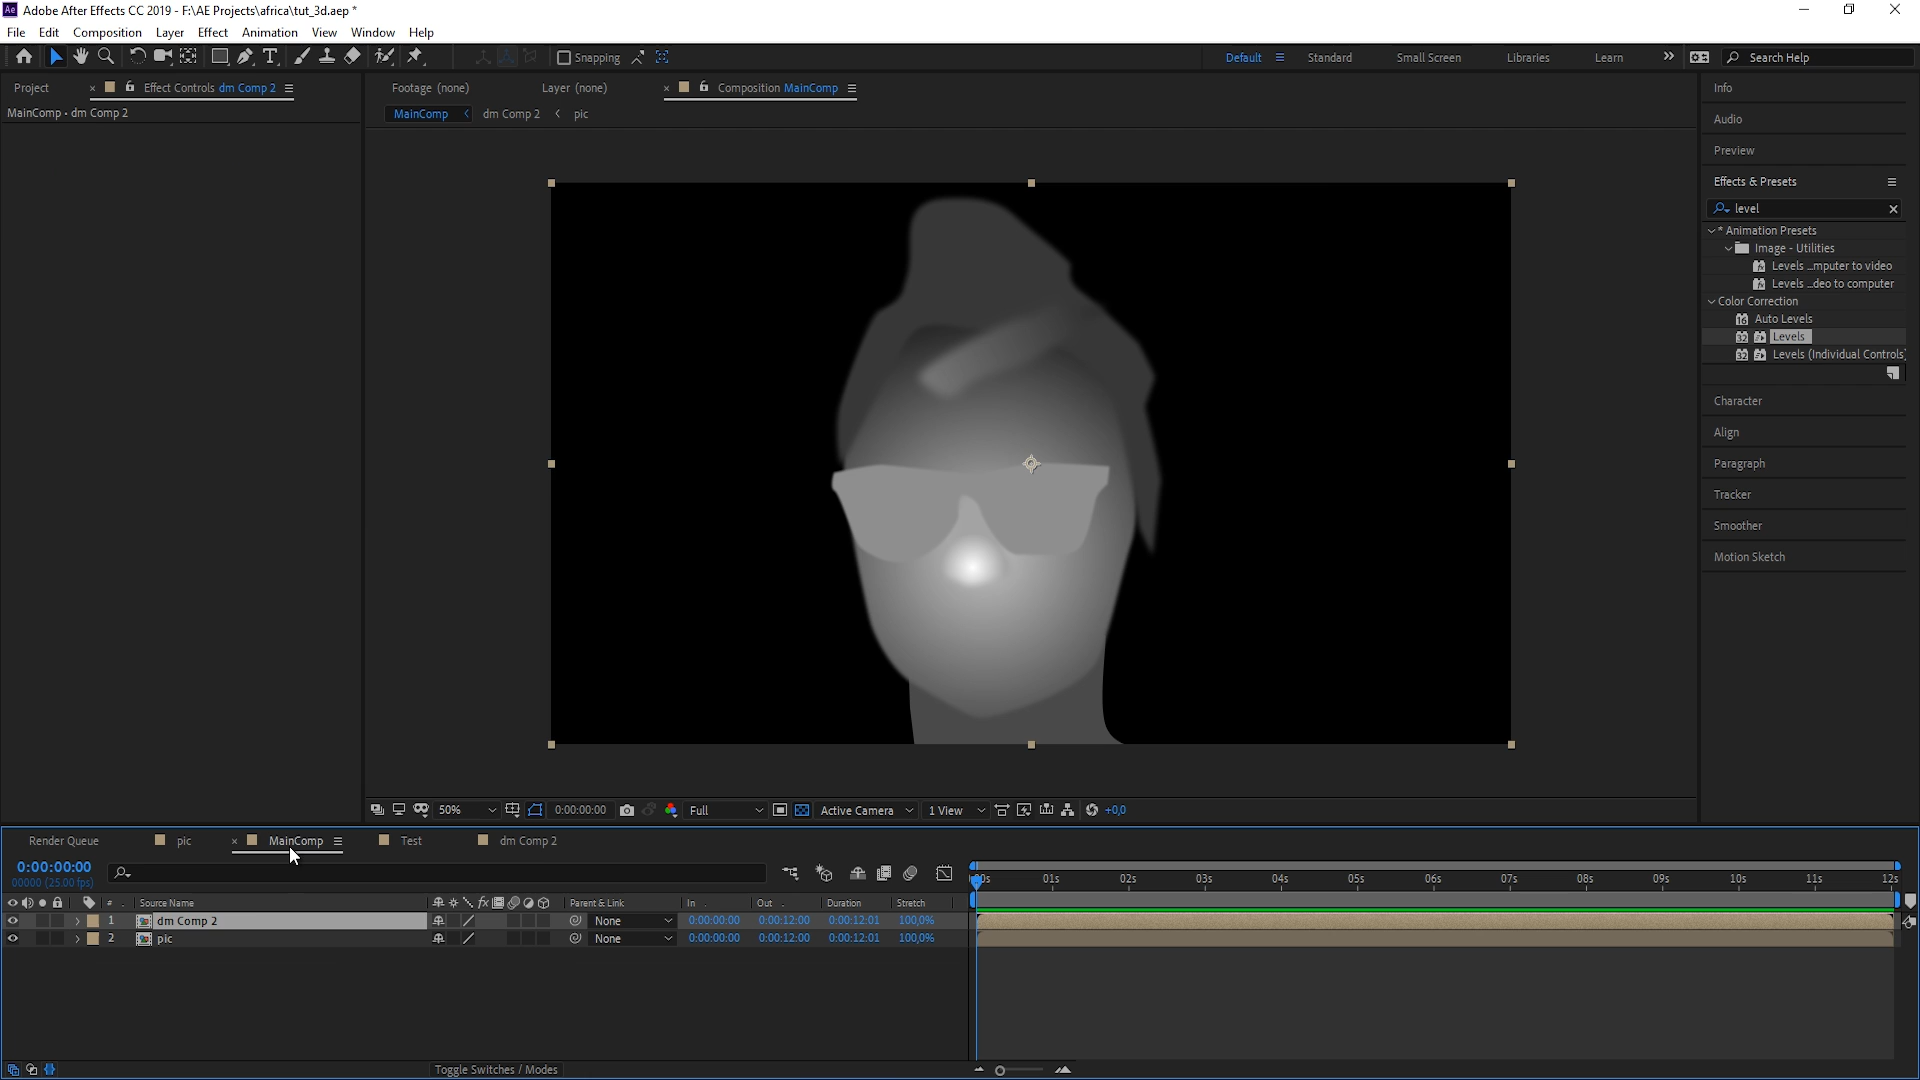 Adobe After Effects CC 2019 - F:\AE Projects\africa\tut_3d.aep *
File Edit Composition Layer Effect Animation View Window Help
Snapping Default Standard Small Screen Libraries Learn Search Help
Project Effect Controls dm Comp 2 Footage (none) Layer (none) Composition MainComp Info
MainComp • dm Comp 2 MainComp dm Comp 2 pic
Audio
Preview
Effects & Presets
level
* Animation Presets
Image - Utilities
Levels ...mputer to video
Levels ...deo to computer
Color Correction
Auto Levels
Levels
Levels (Individual Controls)
Character
Align
Paragraph
Tracker
Smoother
Motion Sketch
50% 0:00:00:00 Full Active Camera 1 View +0,0
Render Queue pic MainComp Test dm Comp 2
0:00:00:00
00000 (25.00 fps)
01s 02s 03s 04s 05s 06s 07s 08s 09s 10s 11s 12s
# Source Name Parent & Link In Out Duration Stretch
1 dm Comp 2 None 0:00:00:00 0:00:12:00 0:00:12:01 100,0%
2 pic None 0:00:00:00 0:00:12:00 0:00:12:01 100,0%
Toggle Switches / Modes